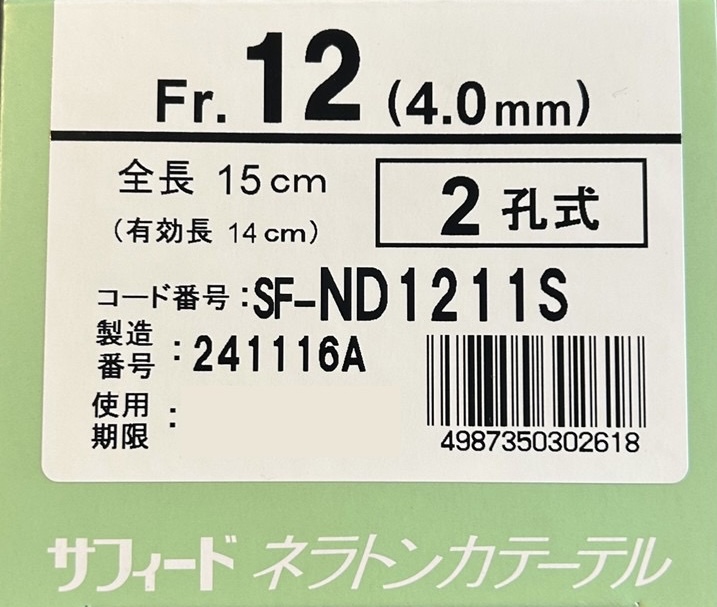 Fr. 12 (4.0mm)
全長 15cm
(有効長 14cm)
2孔式
コード番号:SF-ND1211S
製造番号:241116A
使用期限:
4987350302618
サフィード ネラトンカテーテル